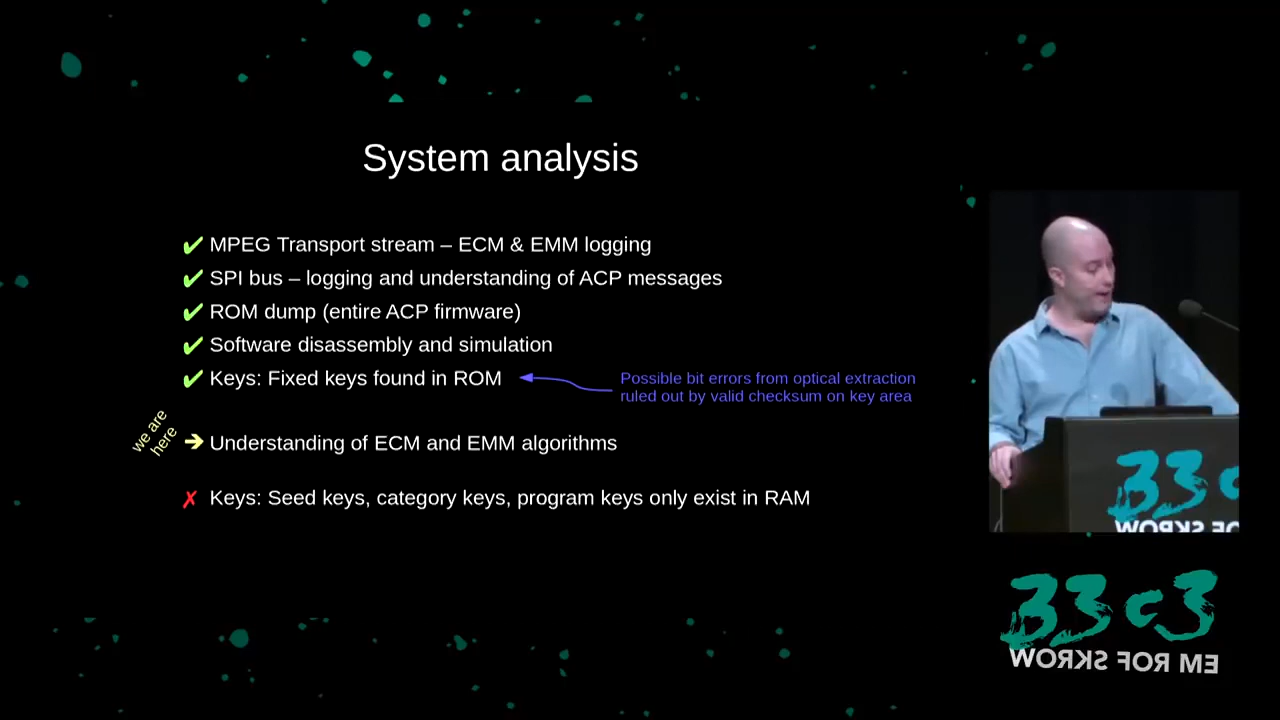 System analysis
✔ MPEG Transport stream – ECM & EMM logging
✔ SPI bus – logging and understanding of ACP messages
✔ ROM dump (entire ACP firmware)
✔ Software disassembly and simulation
✔ Keys: Fixed keys found in ROM
Possible bit errors from optical extraction
ruled out by valid checksum on key area
we are
here
➔ Understanding of ECM and EMM algorithms
✗ Keys: Seed keys, category keys, program keys only exist in RAM
33c
WORKS FO
33c3
WORKS FOR ME